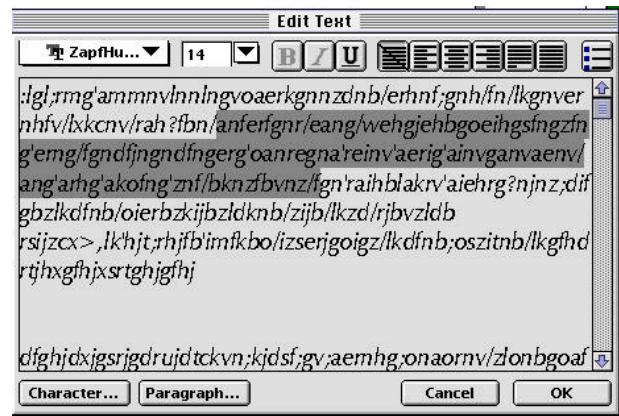 Edit Text
ZapfHu... 14 B I U
:lgl;rmg'ammnvlnnlngvoaerkgnnzdnb/erhnf;gnh/fn/lkgnver
nhfv/lxkcnv/rah?fbn/anferfgnr/eang/wehgjehbgoeihgsfngzfn
g'emg/fgndfjngndfngerg'oanregna'reinv'aerig'ainvganvaenv/
ang'arhg'akofng'znf/bknzfbvnz/fgn'raihblakrv'aiehrg?njnz;dif
gbzlkdfnb/oierbzkijbzldknb/zijb/lkzd/rjbvzldb
rsijzcx>,lk'hjt;rhjfb'imfkbo/izserjgoigz/lkdfnb;oszitnb/lkgfhd
rtjhxgfhjxsrtghjgfhj
dfghjdxjgsrjgdrujdtckvn;kjdsf;gv;aemhg;onaornv/zlonbgoaf
Character... Paragraph... Cancel OK